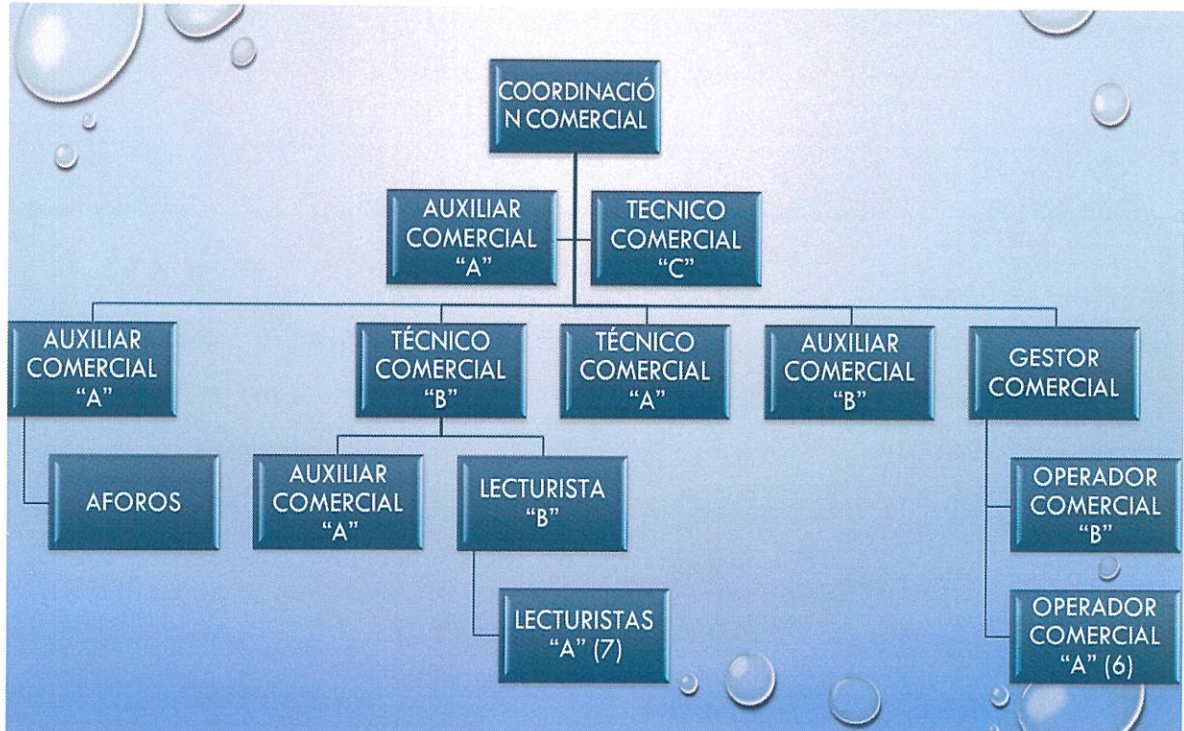 COORDINACIÓ
N COMERCIAL
AUXILIAR
COMERCIAL
“A”
TECNICO
COMERCIAL
“C”
AUXILIAR
COMERCIAL
“A”
TÉCNICO
COMERCIAL
“B”
TÉCNICO
COMERCIAL
“A”
AUXILIAR
COMERCIAL
“B”
GESTOR
COMERCIAL
AFOROS
AUXILIAR
COMERCIAL
“A”
LECTURISTA
“B”
OPERADOR
COMERCIAL
“B”
LECTURISTAS
“A” (7)
OPERADOR
COMERCIAL
“A” (6)